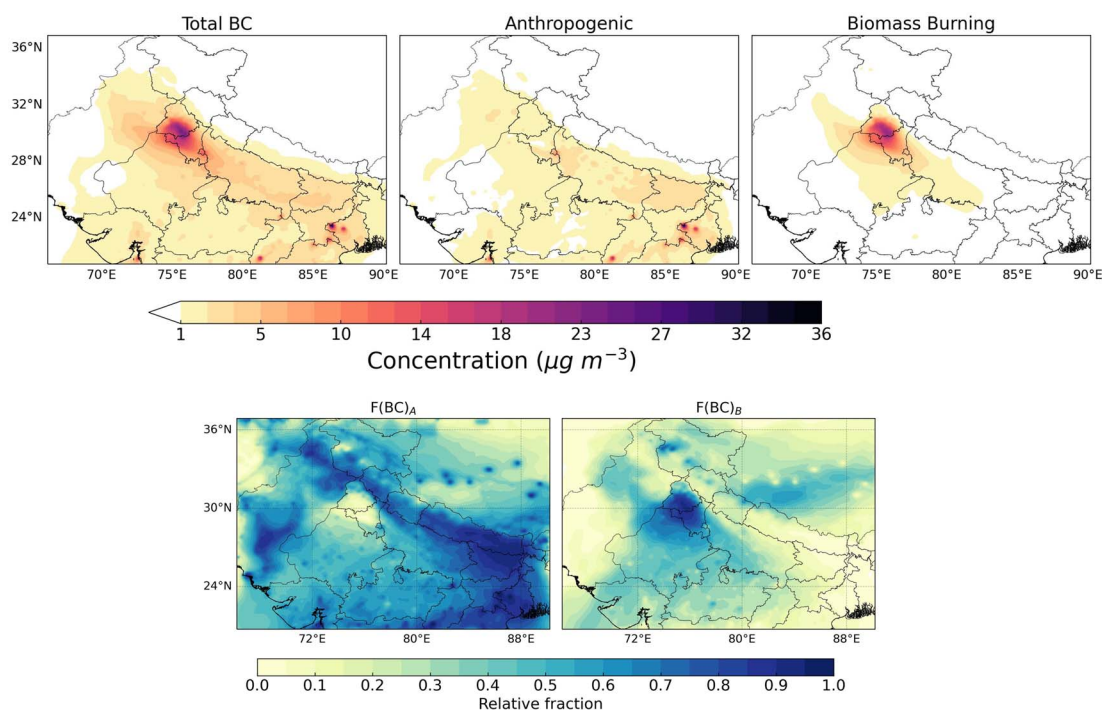 Total BC Anthropogenic Biomass Burning
36°N
32°N
28°N
24°N
70°E 75°E 80°E 85°E 90°E 70°E 75°E 80°E 85°E 90°E 70°E 75°E 80°E 85°E 90°E
1 5 10 14 18 23 27 32 36
Concentration (μg m⁻³)
F(BC)A F(BC)B
36°N
30°N
24°N
72°E 80°E 88°E 72°E 80°E 88°E
0.0 0.1 0.2 0.3 0.4 0.5 0.6 0.7 0.8 0.9 1.0
Relative fraction